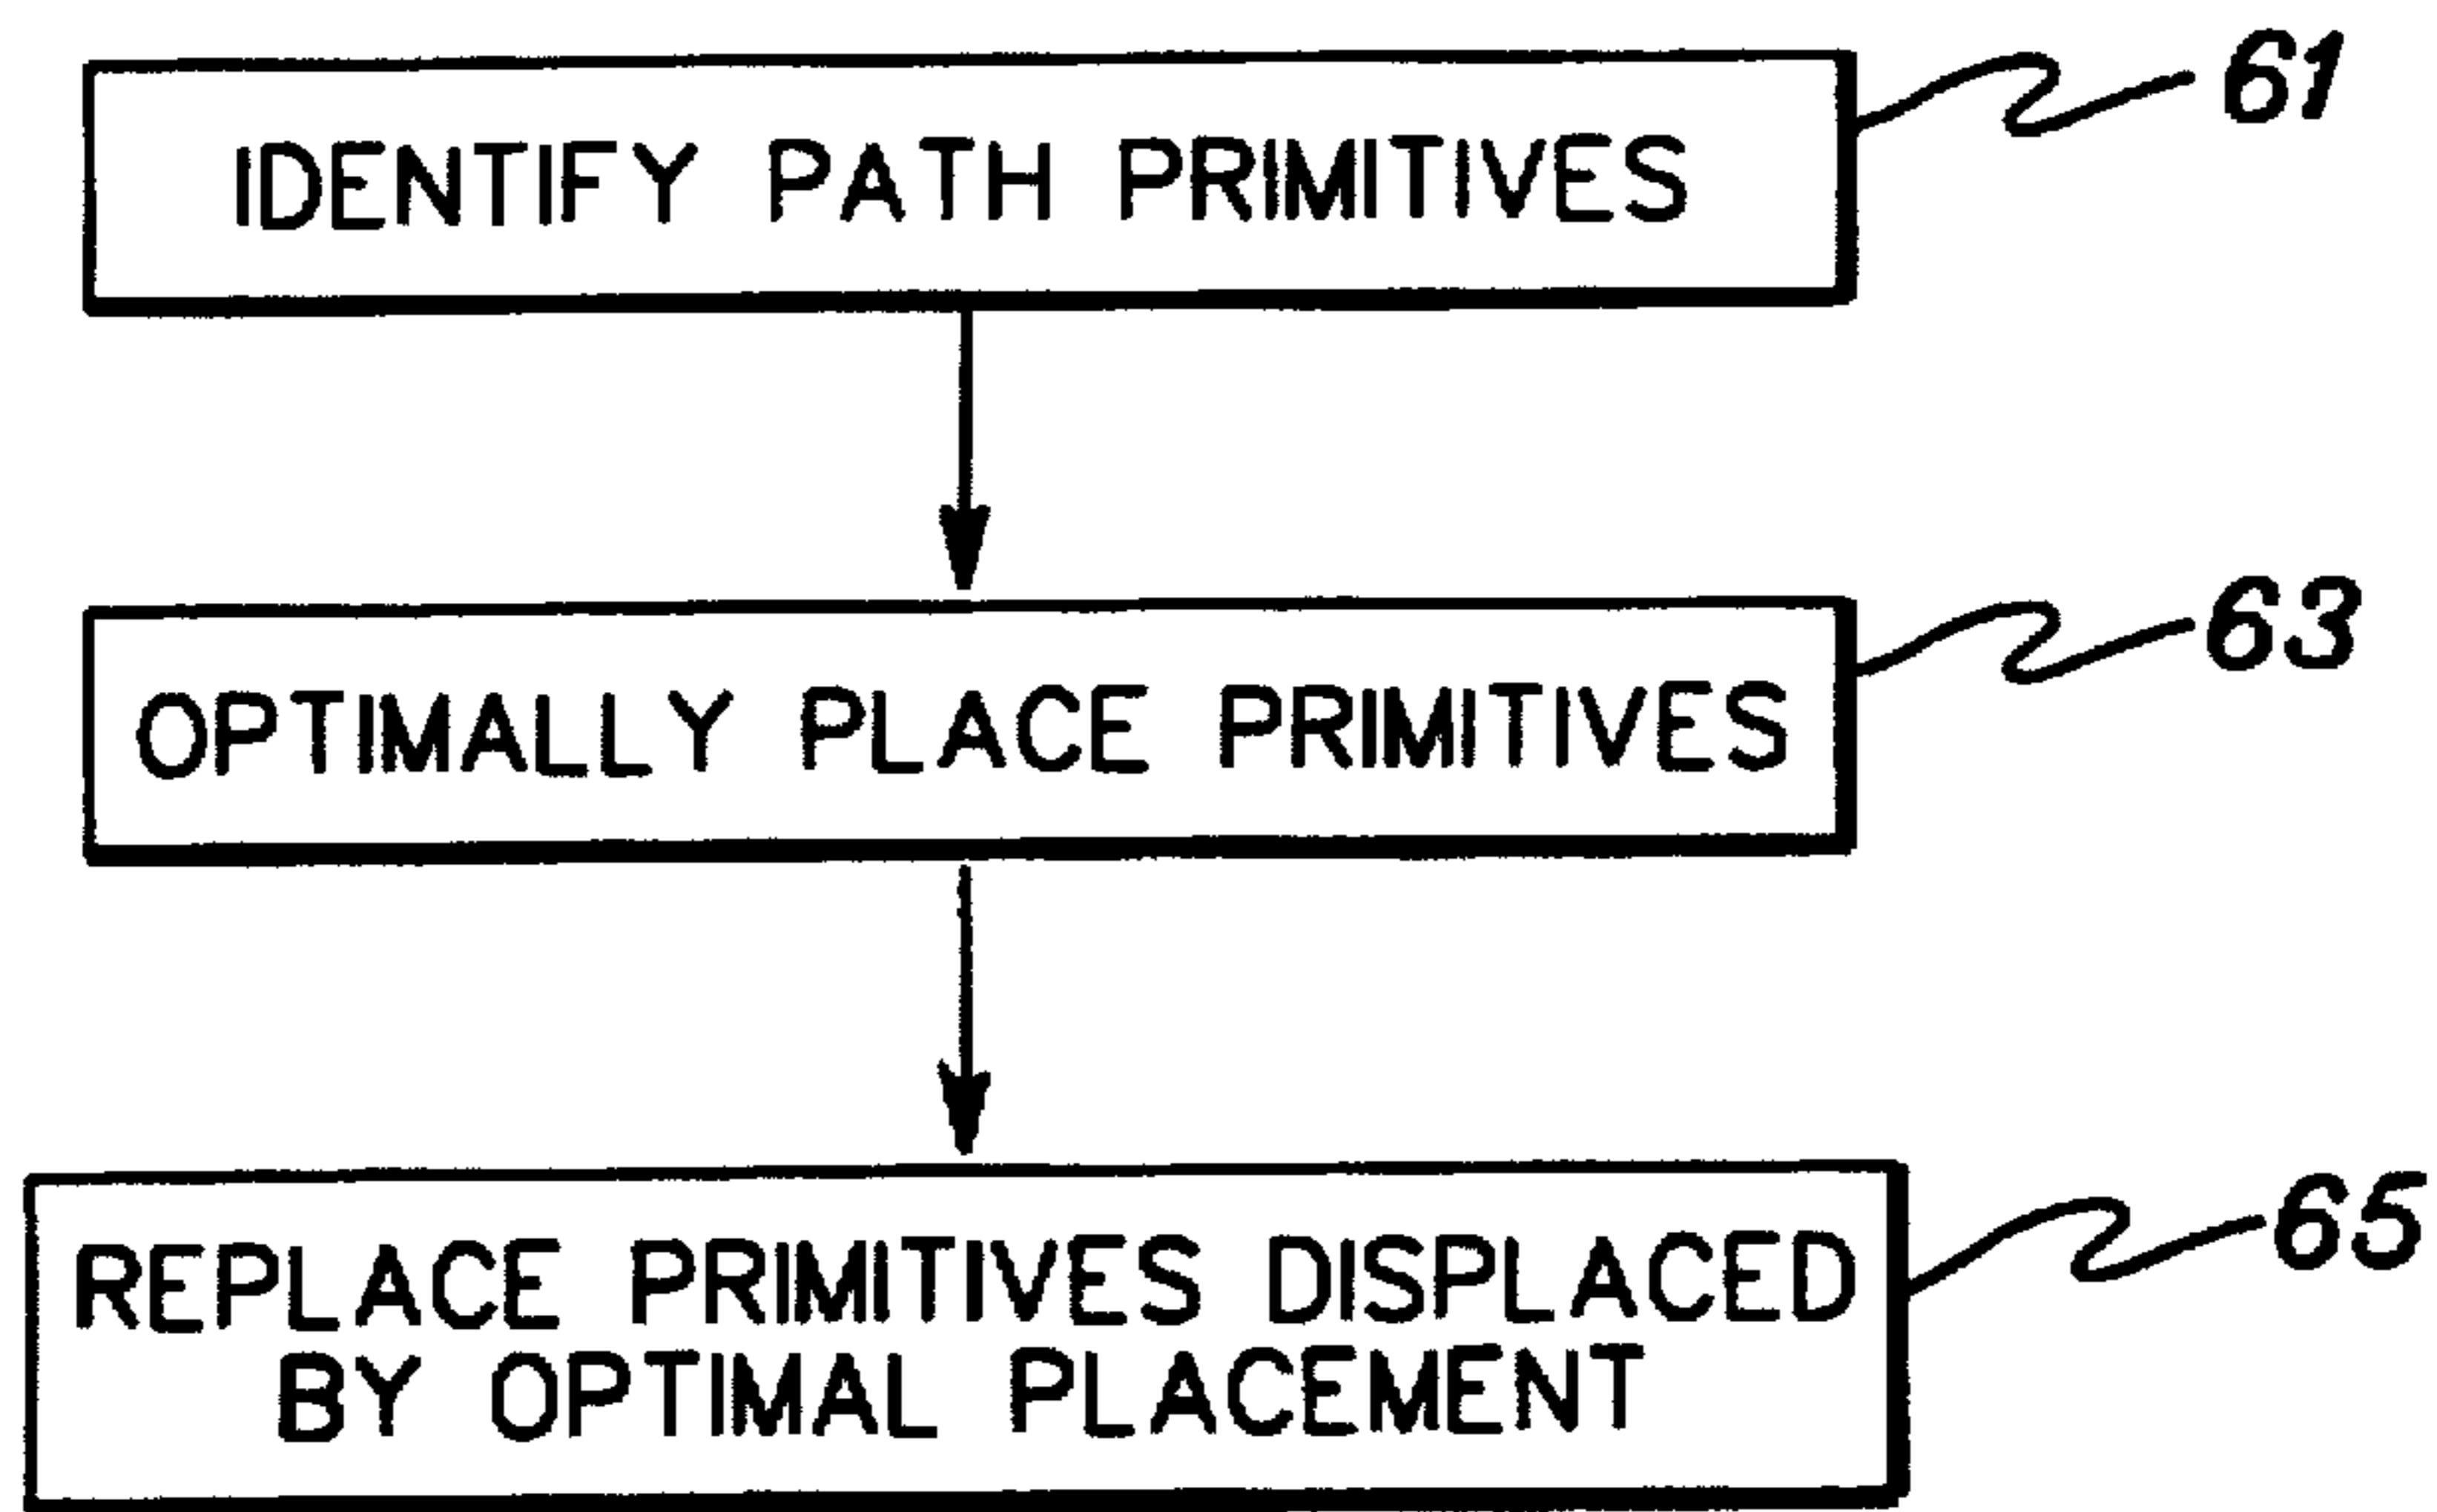 IDENTIFY PATH PRIMITIVES
61
OPTIMALLY PLACE PRIMITIVES
63
REPLACE PRIMITIVES DISPLACED
BY OPTIMAL PLACEMENT
65